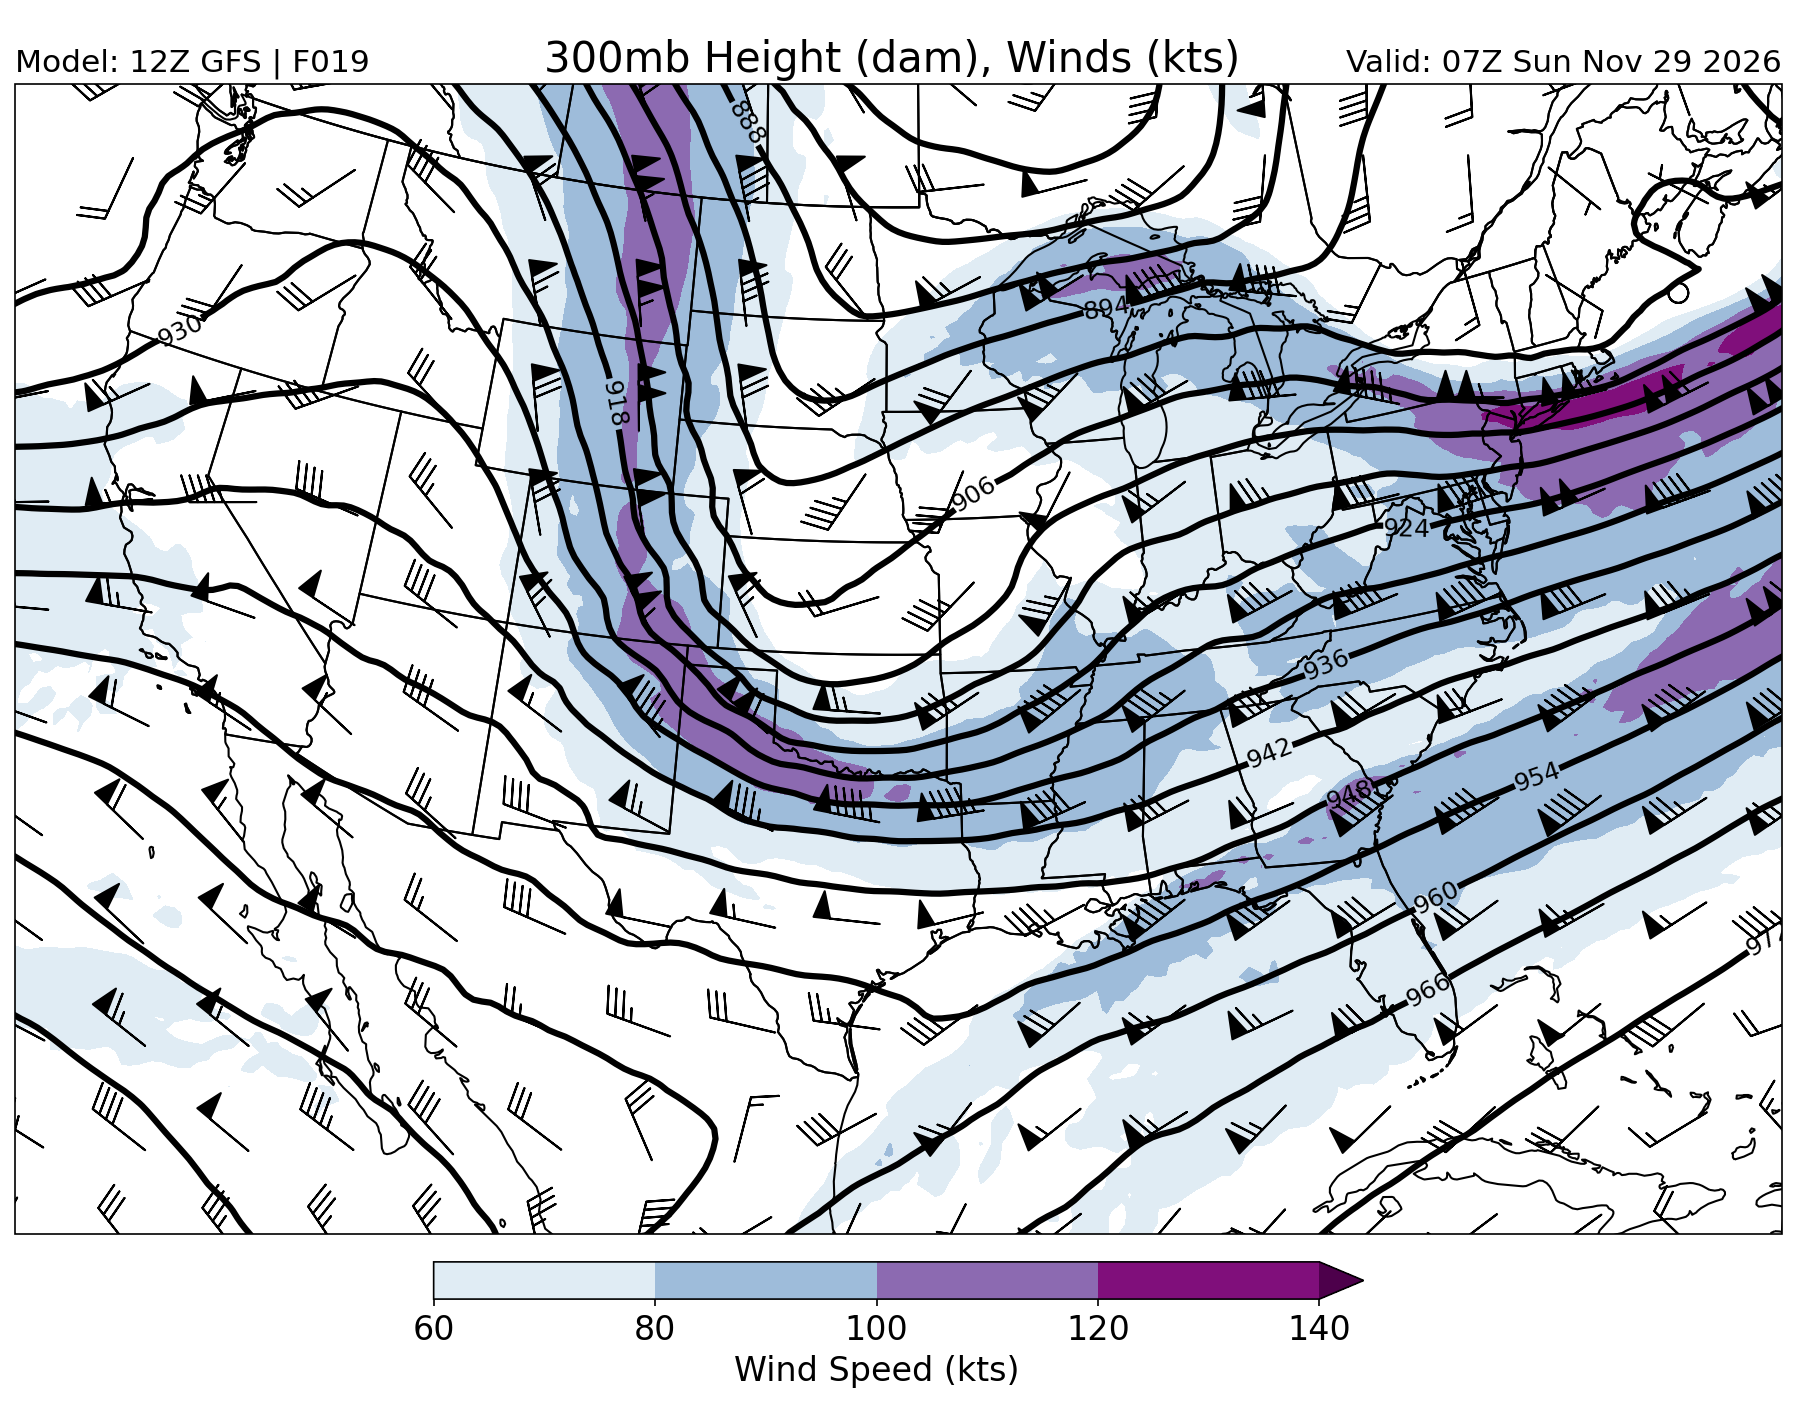 Model: 12Z GFS | F019
300mb Height (dam), Winds (kts)
Valid: 07Z Sun Nov 29 2026
888
894
930
918
906
924
936
942
948
954
960
966
60 80 100 120 140
Wind Speed (kts)